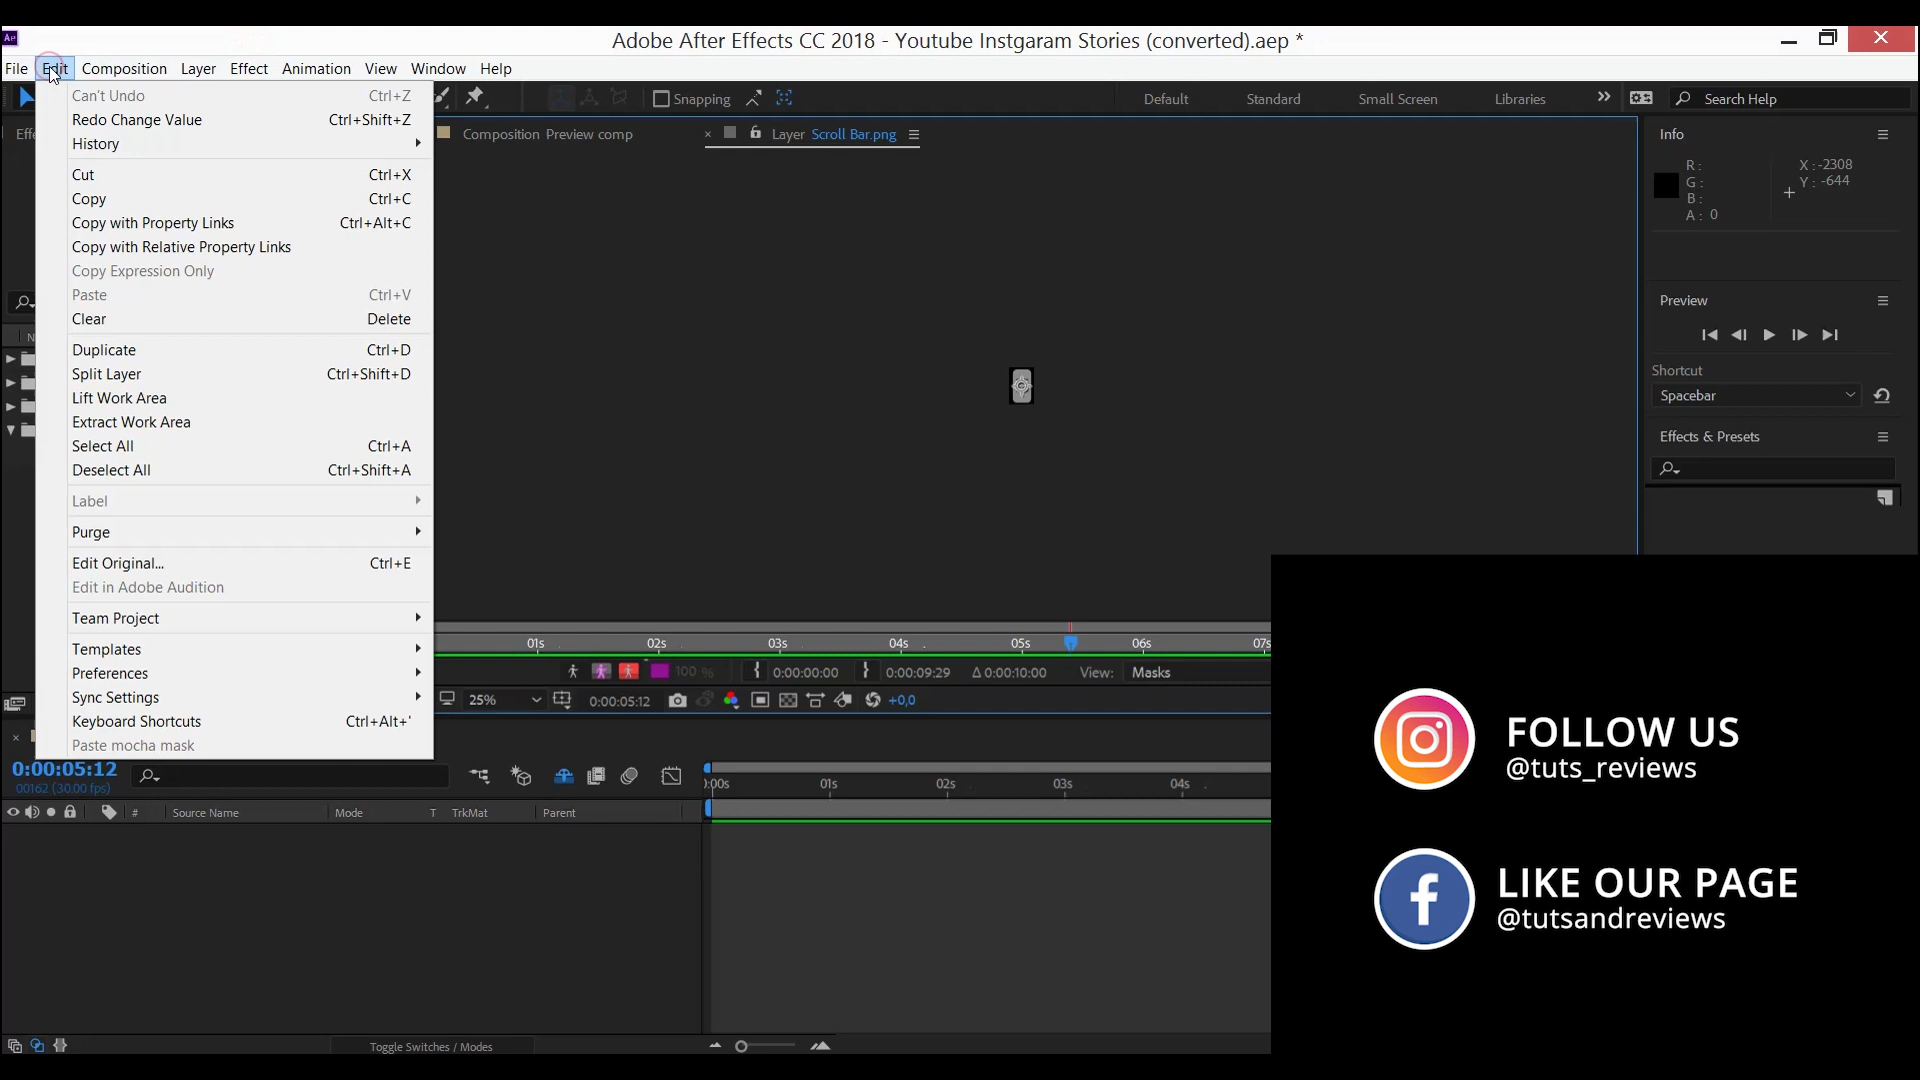 Ae
Adobe After Effects CC 2018 - Youtube Instgaram Stories (converted).aep *
File Edit Composition Layer Effect Animation View Window Help
Can't Undo Ctrl+Z
Redo Change Value Ctrl+Shift+Z
History
Cut Ctrl+X
Copy Ctrl+C
Copy with Property Links Ctrl+Alt+C
Copy with Relative Property Links
Copy Expression Only
Paste Ctrl+V
Clear Delete
Duplicate Ctrl+D
Split Layer Ctrl+Shift+D
Lift Work Area
Extract Work Area
Select All Ctrl+A
Deselect All Ctrl+Shift+A
Label
Purge
Edit Original... Ctrl+E
Edit in Adobe Audition
Team Project
Templates
Preferences
Sync Settings
Keyboard Shortcuts Ctrl+Alt+'
Paste mocha mask
Snapping
Default Standard Small Screen Libraries
Search Help
Composition Preview comp
Layer Scroll Bar.png
Info
R: X: -2308
G: Y: -644
B:
A: 0
Preview
Shortcut
Spacebar
Effects & Presets
01s 02s 03s 04s 05s 06s 07s
100 % 0:00:00:00 0:00:09:29 Δ 0:00:10:00 View: Masks
25% 0:00:05:12 +0,0
0:00:05:12
00162 (30.00 fps)
):00s 01s 02s 03s 04s
# Source Name Mode T TrkMat Parent
Toggle Switches / Modes
FOLLOW US
@tuts_reviews
LIKE OUR PAGE
@tutsandreviews